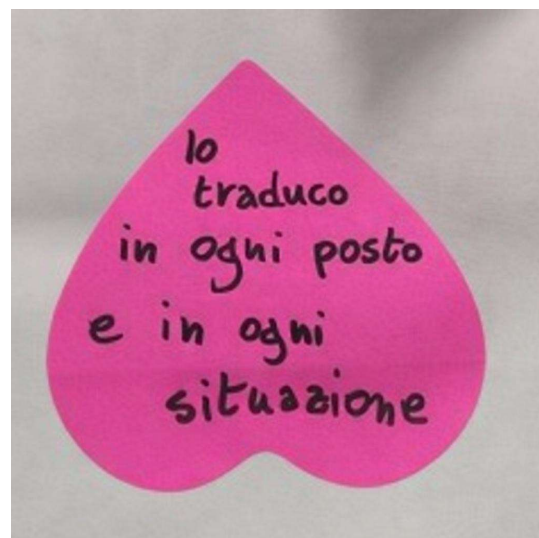 Io
traduco
in ogni posto
e in ogni
situazione